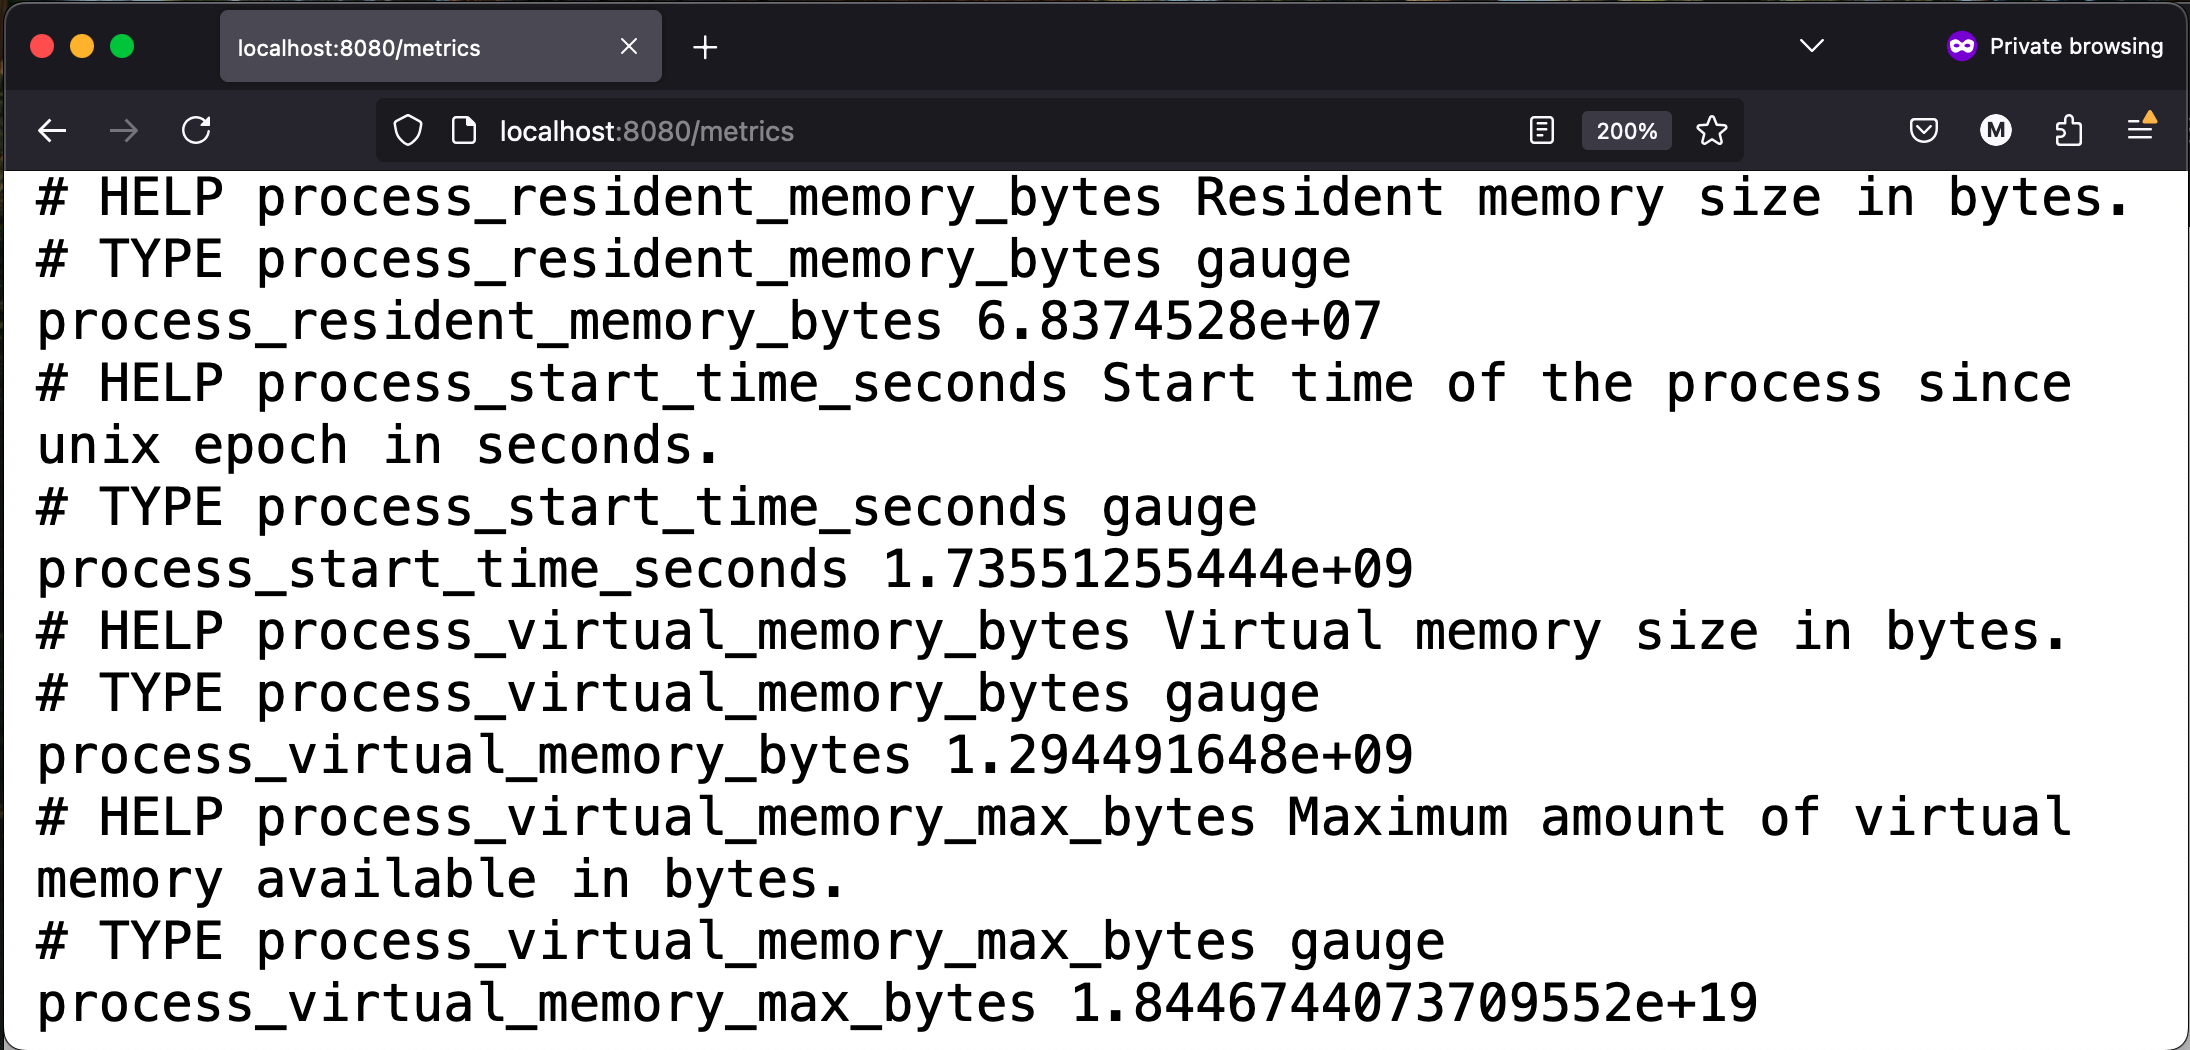 localhost:8080/metrics
Private browsing
localhost:8080/metrics
200%
M
# HELP process_resident_memory_bytes Resident memory size in bytes.
# TYPE process_resident_memory_bytes gauge
process_resident_memory_bytes 6.8374528e+07
# HELP process_start_time_seconds Start time of the process since
unix epoch in seconds.
# TYPE process_start_time_seconds gauge
process_start_time_seconds 1.73551255444e+09
# HELP process_virtual_memory_bytes Virtual memory size in bytes.
# TYPE process_virtual_memory_bytes gauge
process_virtual_memory_bytes 1.294491648e+09
# HELP process_virtual_memory_max_bytes Maximum amount of virtual
memory available in bytes.
# TYPE process_virtual_memory_max_bytes gauge
process_virtual_memory_max_bytes 1.8446744073709552e+19